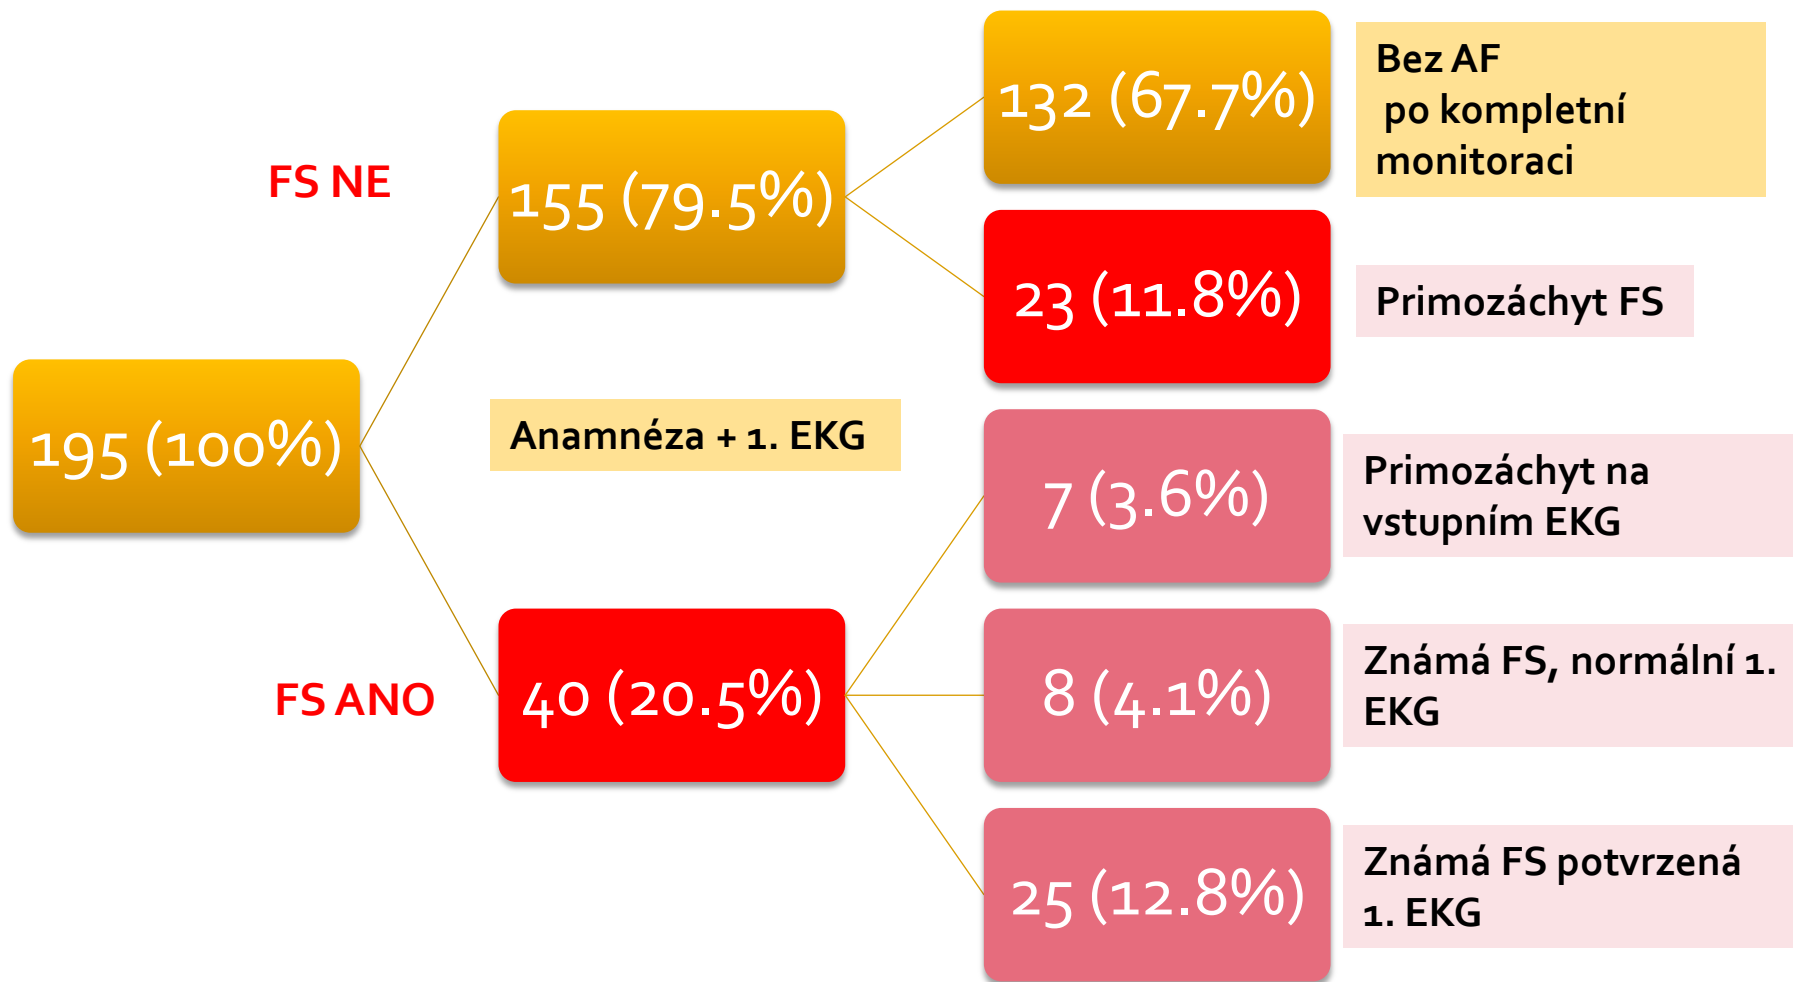 195 (100%)
FS NE
155 (79.5%)
Anamnéza + 1. EKG
FS ANO
40 (20.5%)
132 (67.7%)
Bez AF
po kompletní
monitoraci
23 (11.8%)
Primozáchyt FS
7 (3.6%)
Primozáchyt na
vstupním EKG
8 (4.1%)
Známá FS, normální 1.
EKG
25 (12.8%)
Známá FS potvrzená
1. EKG